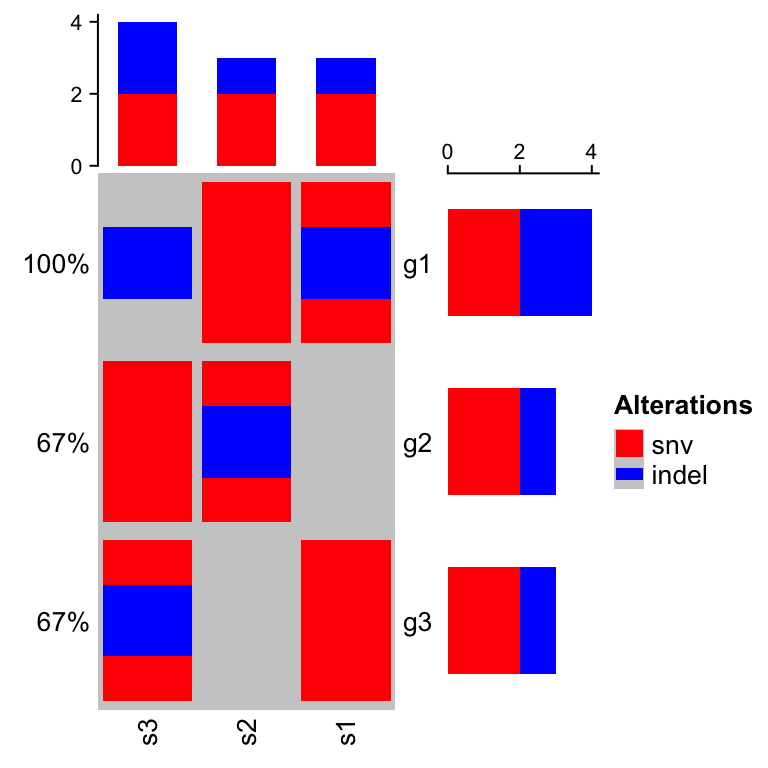 4
2
0
0 2 4
100% g1
67% g2
Alterations
snv
indel
67% g3
s3 s2 s1